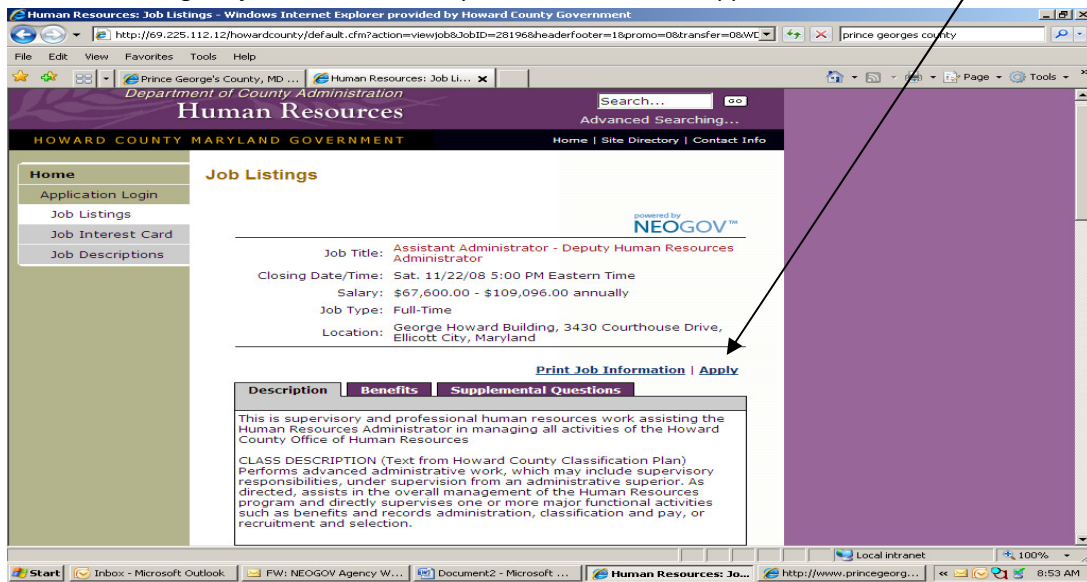 Human Resources: Job Listings - Windows Internet Explorer provided by Howard County Government
http://69.225.112.12/howardcounty/default.cfm?action=viewjob&JobID=28196&headerfooter=1&promo=0&transfer=0&WE
prince georges county
File Edit View Favorites Tools Help
Prince George's County, MD ... Human Resources: Job Li...
Page Tools
Department of County Administration
Human Resources
Search... GO
Advanced Searching...
HOWARD COUNTY MARYLAND GOVERNMENT
Home | Site Directory | Contact Info
Home
Application Login
Job Listings
Job Interest Card
Job Descriptions
Job Listings
powered by
NEOGOV™
Job Title: Assistant Administrator - Deputy Human Resources
Administrator
Closing Date/Time: Sat. 11/22/08 5:00 PM Eastern Time
Salary: $67,600.00 - $109,096.00 annually
Job Type: Full-Time
Location: George Howard Building, 3430 Courthouse Drive,
Ellicott City, Maryland
Print Job Information | Apply
Description Benefits Supplemental Questions
This is supervisory and professional human resources work assisting the
Human Resources Administrator in managing all activities of the Howard
County Office of Human Resources
CLASS DESCRIPTION (Text from Howard County Classification Plan)
Performs advanced administrative work, which may include supervisory
responsibilities, under supervision from an administrative superior. As
directed, assists in the overall management of the Human Resources
program and directly supervises one or more major functional activities
such as benefits and records administration, classification and pay, or
recruitment and selection.
Local intranet 100%
Start Inbox - Microsoft Outlook FW: NEOGOV Agency W... Document2 - Microsoft ... Human Resources: Jo... http://www.princegeorg... 8:53 AM